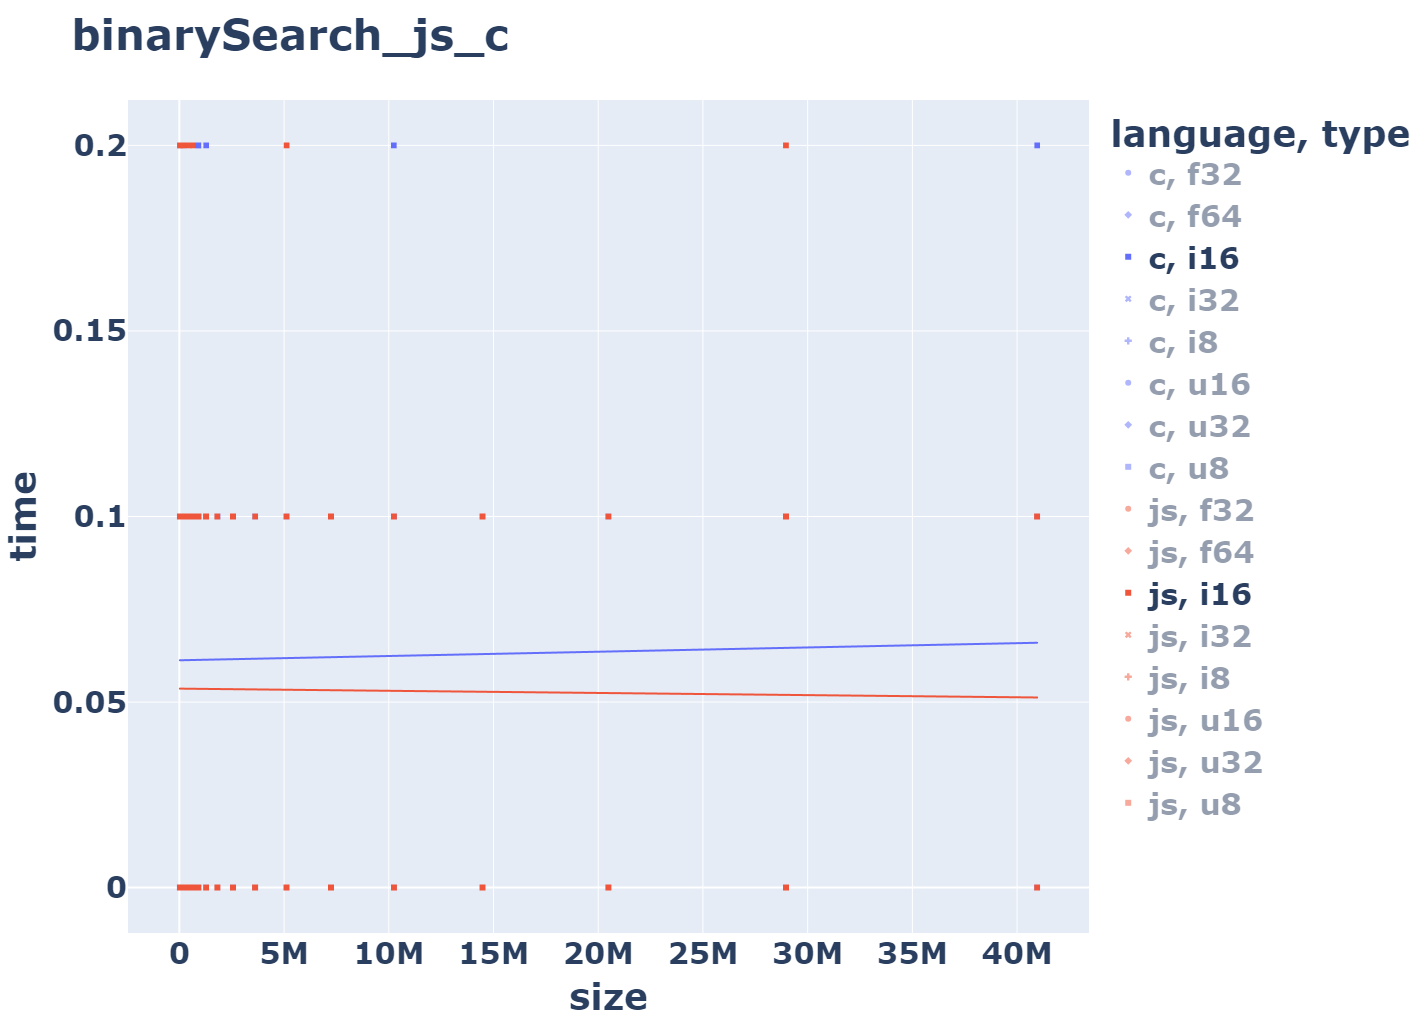 binarySearch_js_c
language, type
c, f32
c, f64
c, i16
c, i32
c, i8
c, u16
c, u32
c, u8
js, f32
js, f64
js, i16
js, i32
js, i8
js, u16
js, u32
js, u8
time
0.2
0.15
0.1
0.05
0
0 5M 10M 15M 20M 25M 30M 35M 40M
size